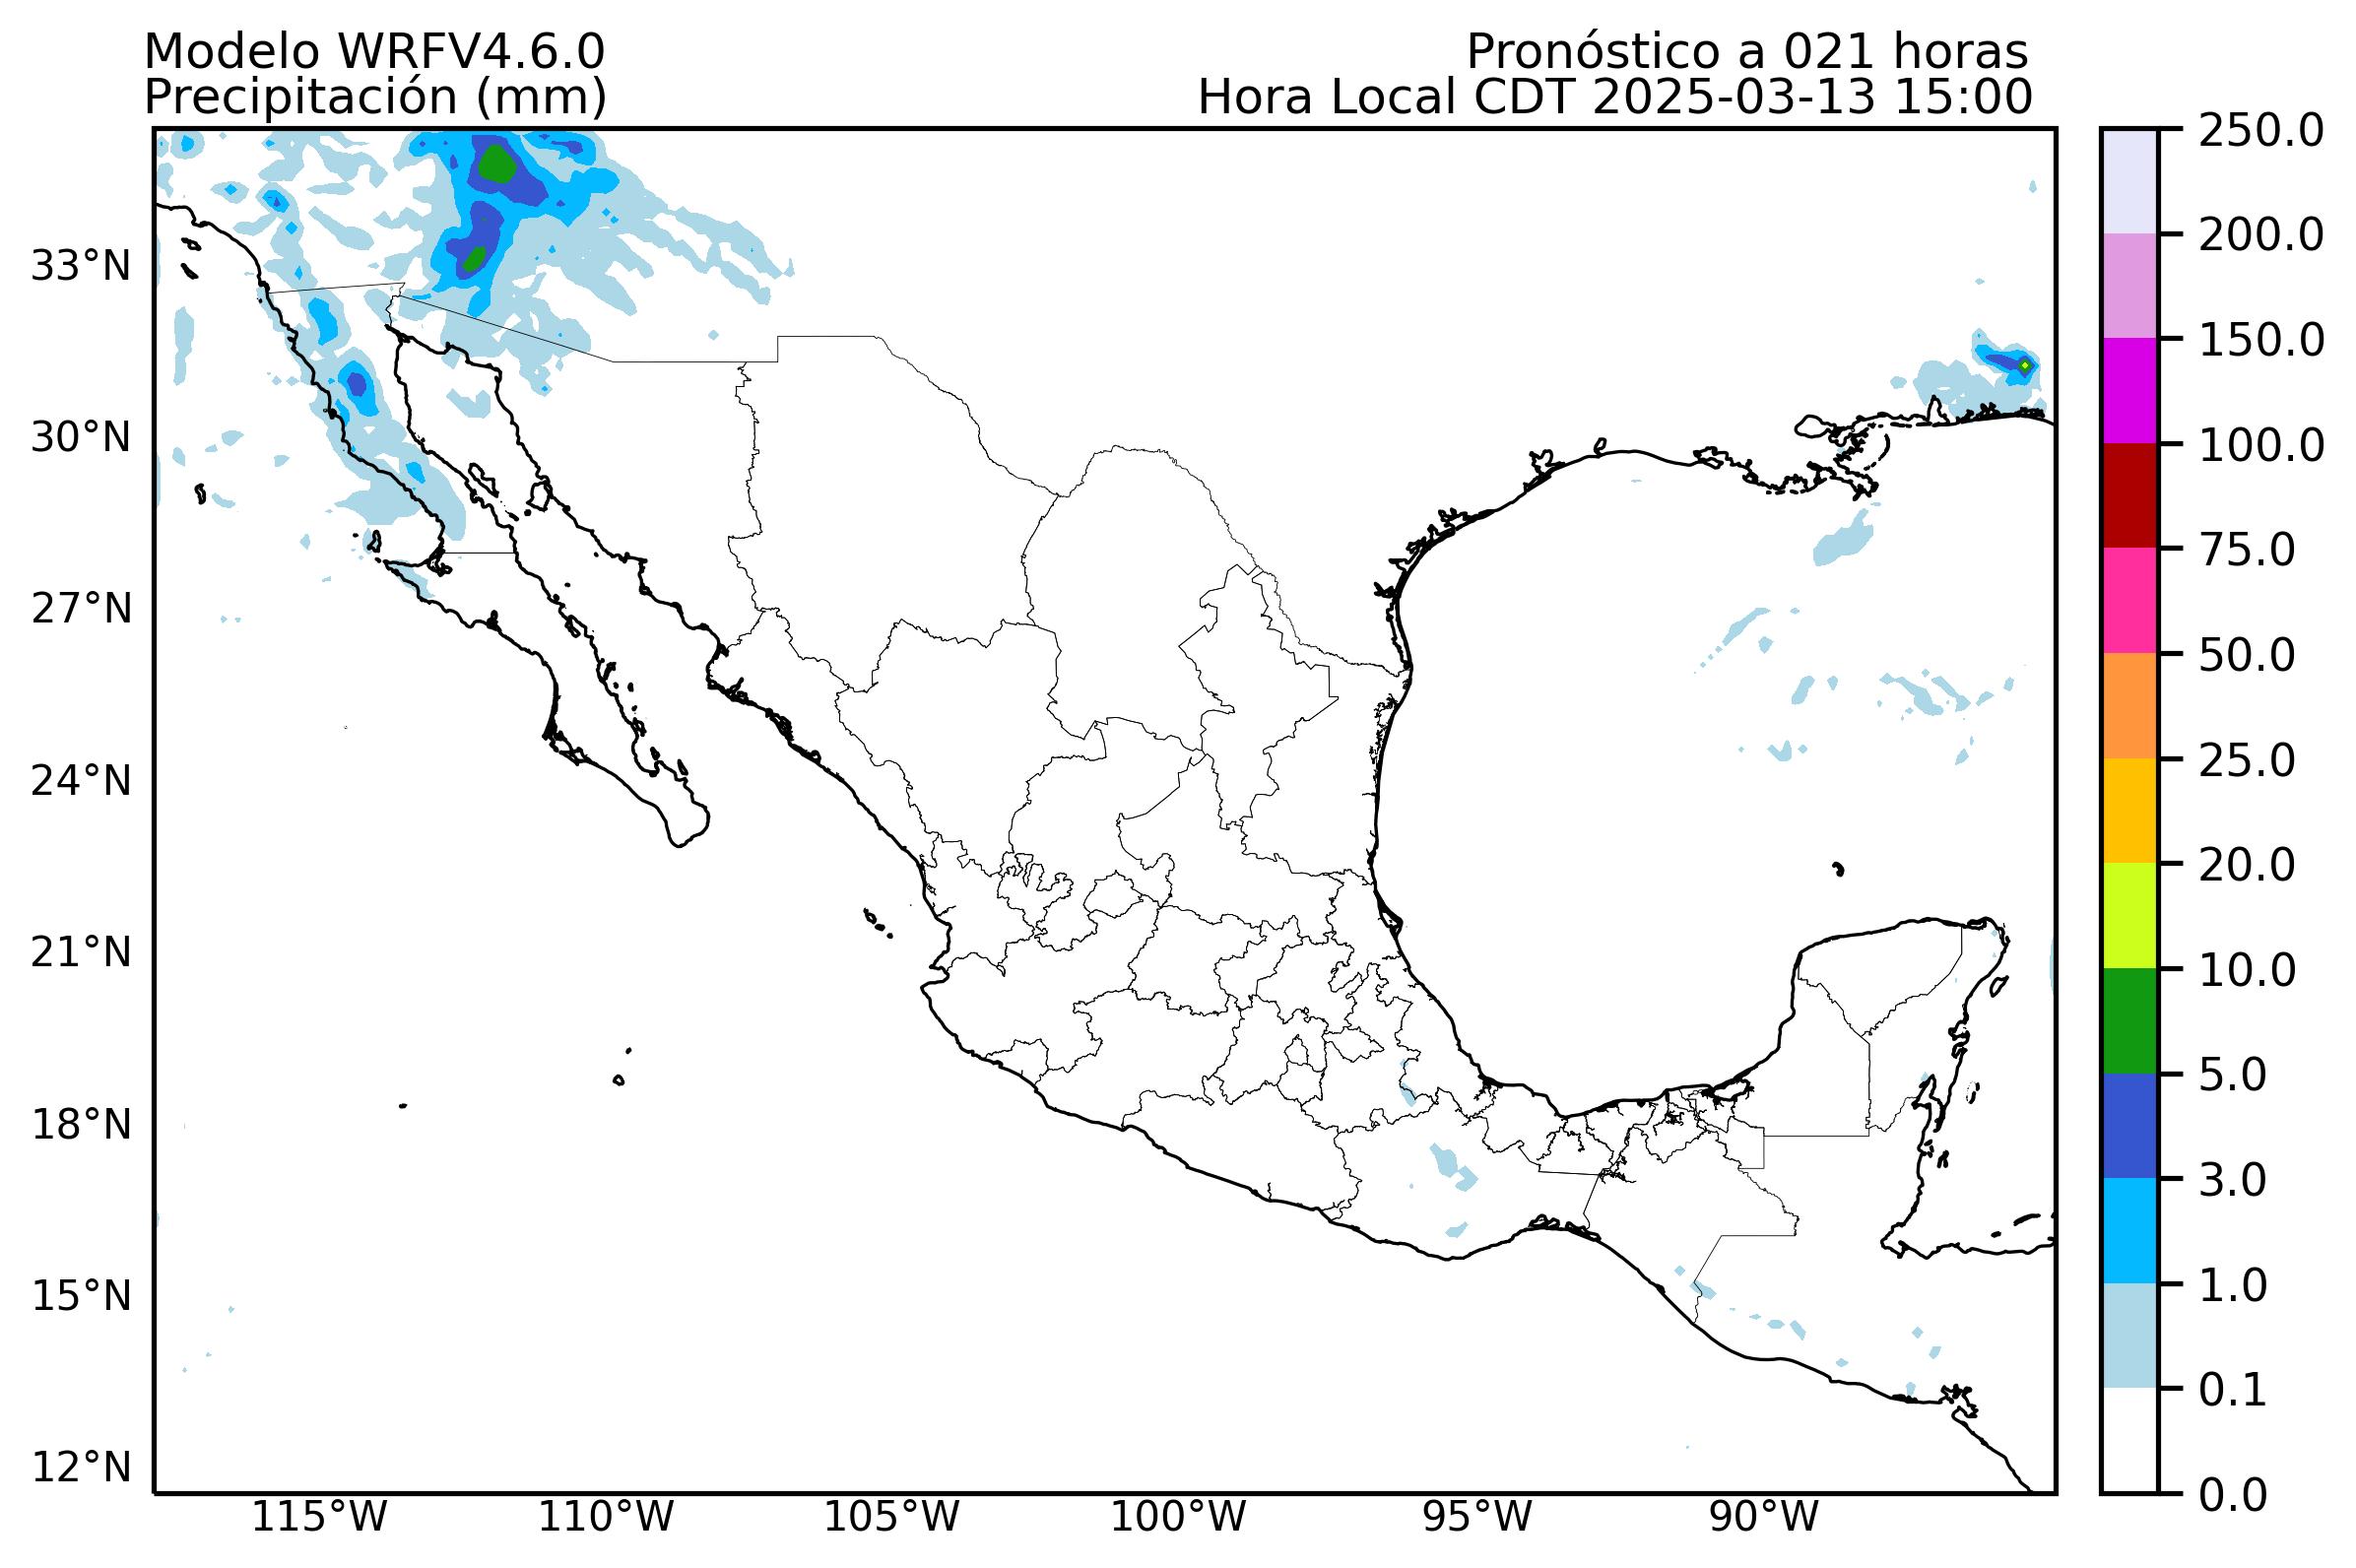 Modelo WRFV4.6.0
Pronóstico a 021 horas
Precipitación (mm)
Hora Local CDT 2025-03-13 15:00
33°N
30°N
27°N
24°N
21°N
18°N
15°N
12°N
115°W
110°W
105°W
100°W
95°W
90°W
250.0
200.0
150.0
100.0
75.0
50.0
25.0
20.0
10.0
5.0
3.0
1.0
0.1
0.0